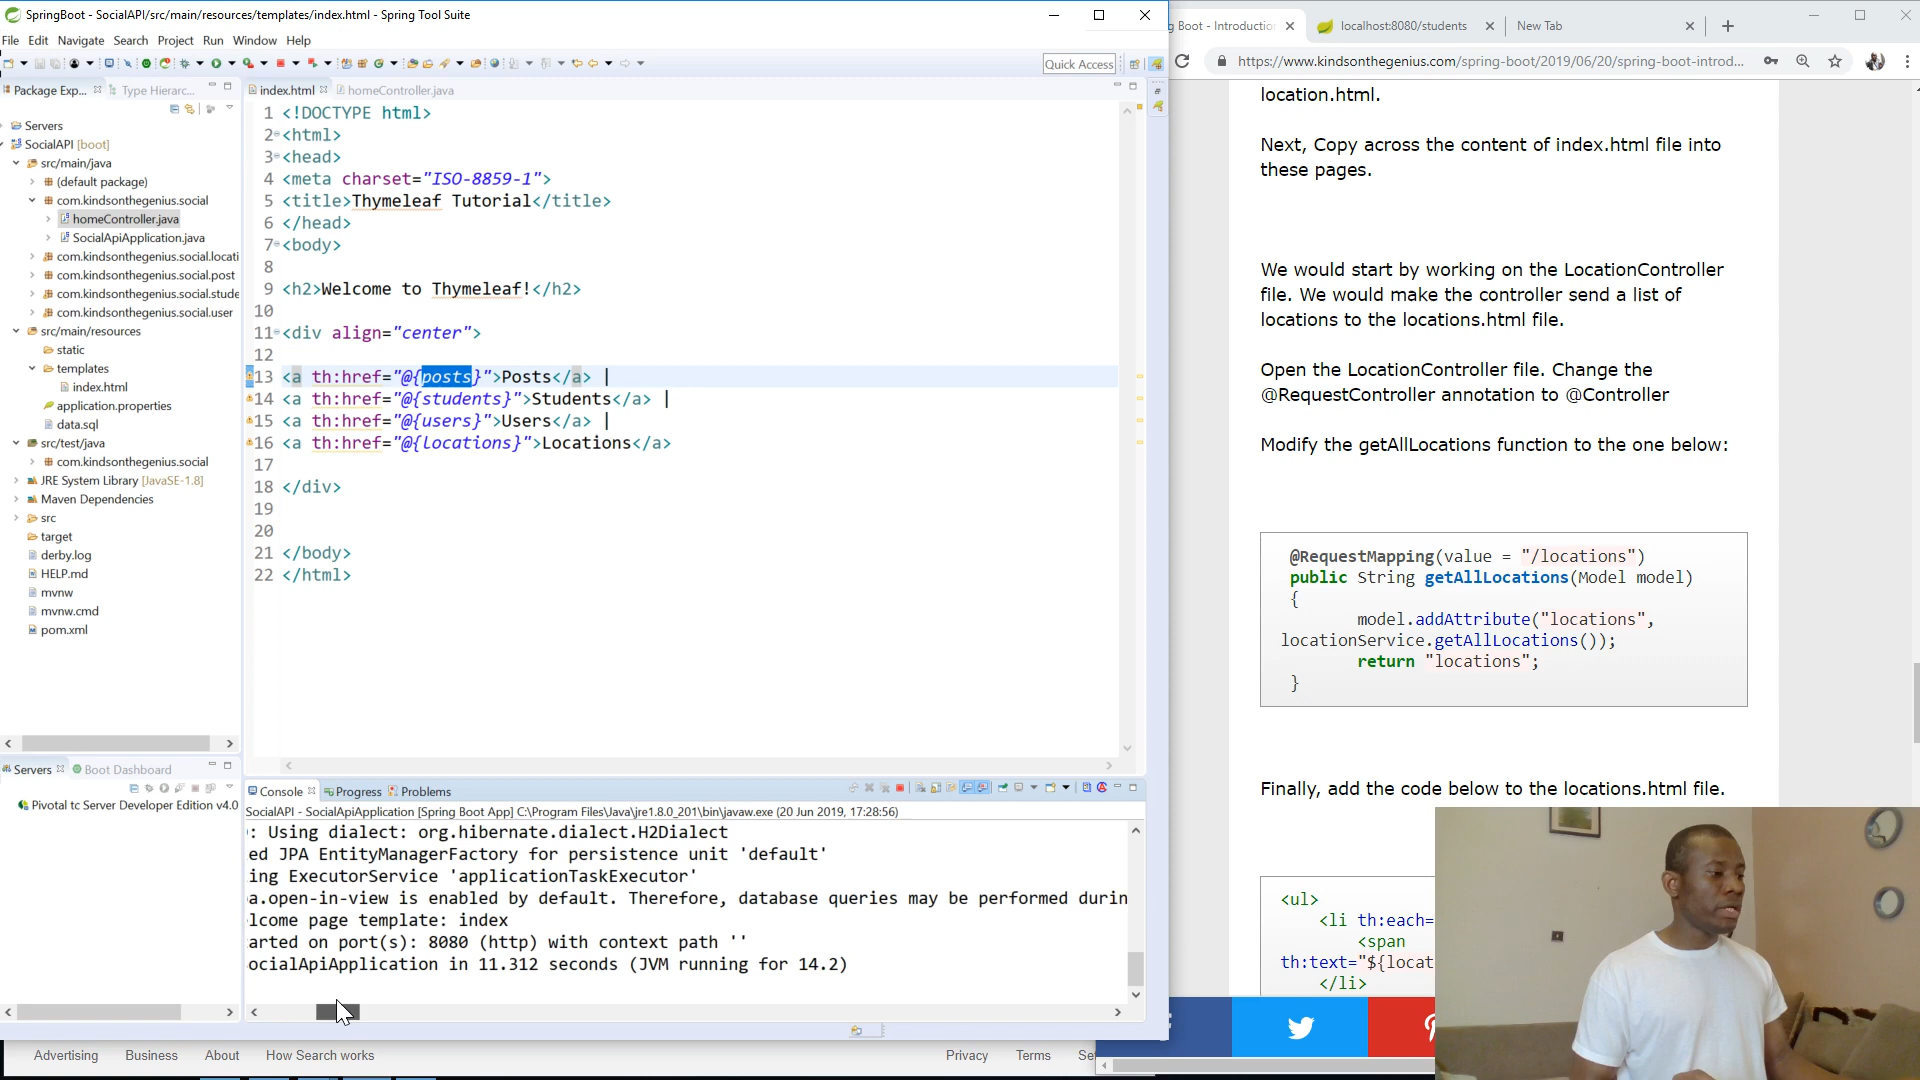 SpringBoot - SocialAPI/src/main/resources/templates/index.html - Spring Tool Suite
File Edit Navigate Search Project Run Window Help
Quick Access
Package Exp... Type Hierarc...
Servers
SocialAPI [boot]
src/main/java
(default package)
com.kindsonthegenius.social
homeController.java
SocialApiApplication.java
com.kindsonthegenius.social.locati
com.kindsonthegenius.social.post
com.kindsonthegenius.social.stude
com.kindsonthegenius.social.user
src/main/resources
static
templates
index.html
application.properties
data.sql
src/test/java
com.kindsonthegenius.social
JRE System Library [JavaSE-1.8]
Maven Dependencies
src
target
derby.log
HELP.md
mvnw
mvnw.cmd
pom.xml
Servers Boot Dashboard
Pivotal tc Server Developer Edition v4.0
index.html homeController.java
1 <!DOCTYPE html>
2 <html>
3 <head>
4 <meta charset="ISO-8859-1">
5 <title>Thymeleaf Tutorial</title>
6 </head>
7 <body>
8
9 <h2>Welcome to Thymeleaf!</h2>
10
11 <div align="center">
12
13 <a th:href="@{posts}">Posts</a> |
14 <a th:href="@{students}">Students</a> |
15 <a th:href="@{users}">Users</a> |
16 <a th:href="@{locations}">Locations</a>
17
18 </div>
19
20
21 </body>
22 </html>
Console Progress Problems
SocialAPI - SocialApiApplication [Spring Boot App] C:\Program Files\Java\jre1.8.0_201\bin\javaw.exe (20 Jun 2019, 17:28:56)
: Using dialect: org.hibernate.dialect.H2Dialect
ed JPA EntityManagerFactory for persistence unit 'default'
ing ExecutorService 'applicationTaskExecutor'
a.open-in-view is enabled by default. Therefore, database queries may be performed durin
lcome page template: index
arted on port(s): 8080 (http) with context path ''
ocialApiApplication in 11.312 seconds (JVM running for 14.2)
Advertising Business About How Search works Privacy Terms Se
g Boot - Introductio localhost:8080/students New Tab
https://www.kindsonthegenius.com/spring-boot/2019/06/20/spring-boot-introd...
location.html.
Next, Copy across the content of index.html file into
these pages.
We would start by working on the LocationController
file. We would make the controller send a list of
locations to the locations.html file.
Open the LocationController file. Change the
@RequestController annotation to @Controller
Modify the getAllLocations function to the one below:
@RequestMapping(value = "/locations")
public String getAllLocations(Model model)
{
model.addAttribute("locations",
locationService.getAllLocations());
return "locations";
}
Finally, add the code below to the locations.html file.
<ul>
<li th:each=
<span
th:text="${locat
</li>